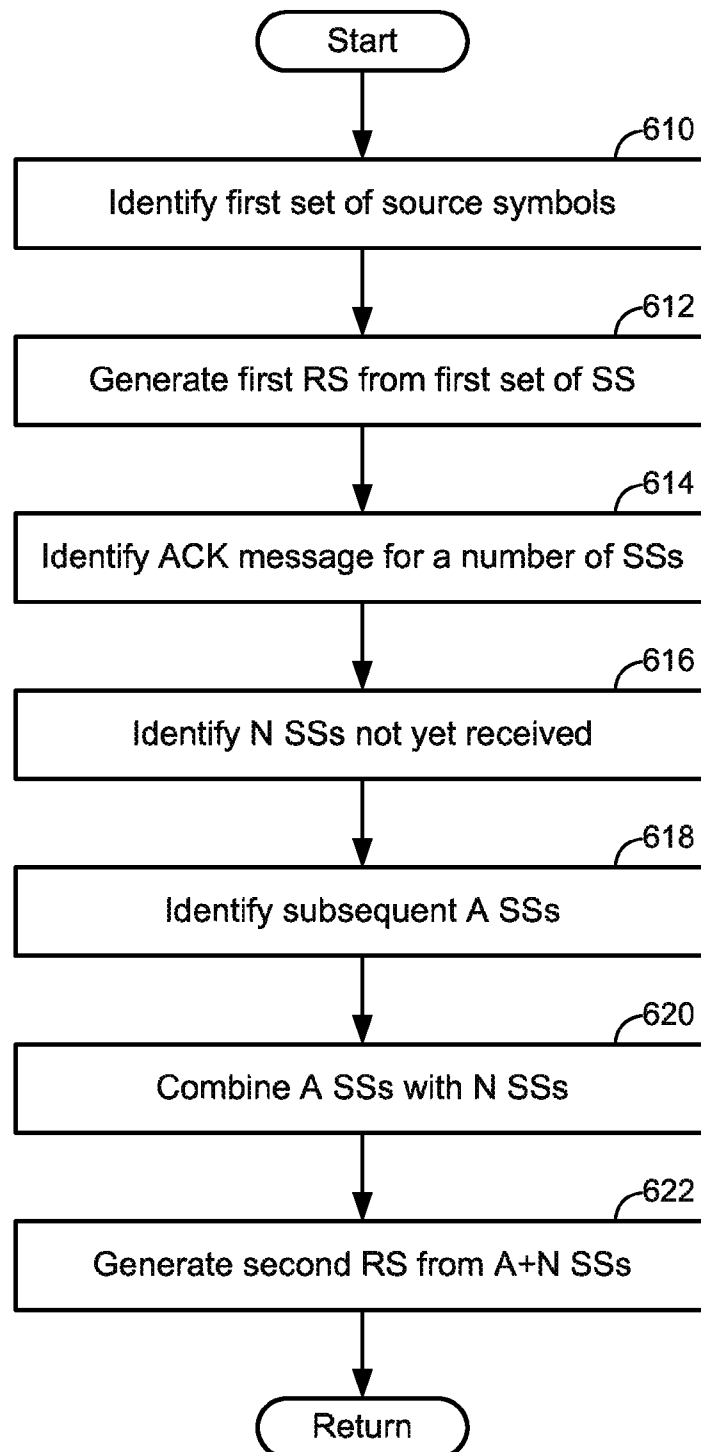 Start
610
Identify first set of source symbols
612
Generate first RS from first set of SS
614
Identify ACK message for a number of SSs
616
Identify N SSs not yet received
618
Identify subsequent A SSs
620
Combine A SSs with N SSs
622
Generate second RS from A+N SSs
Return